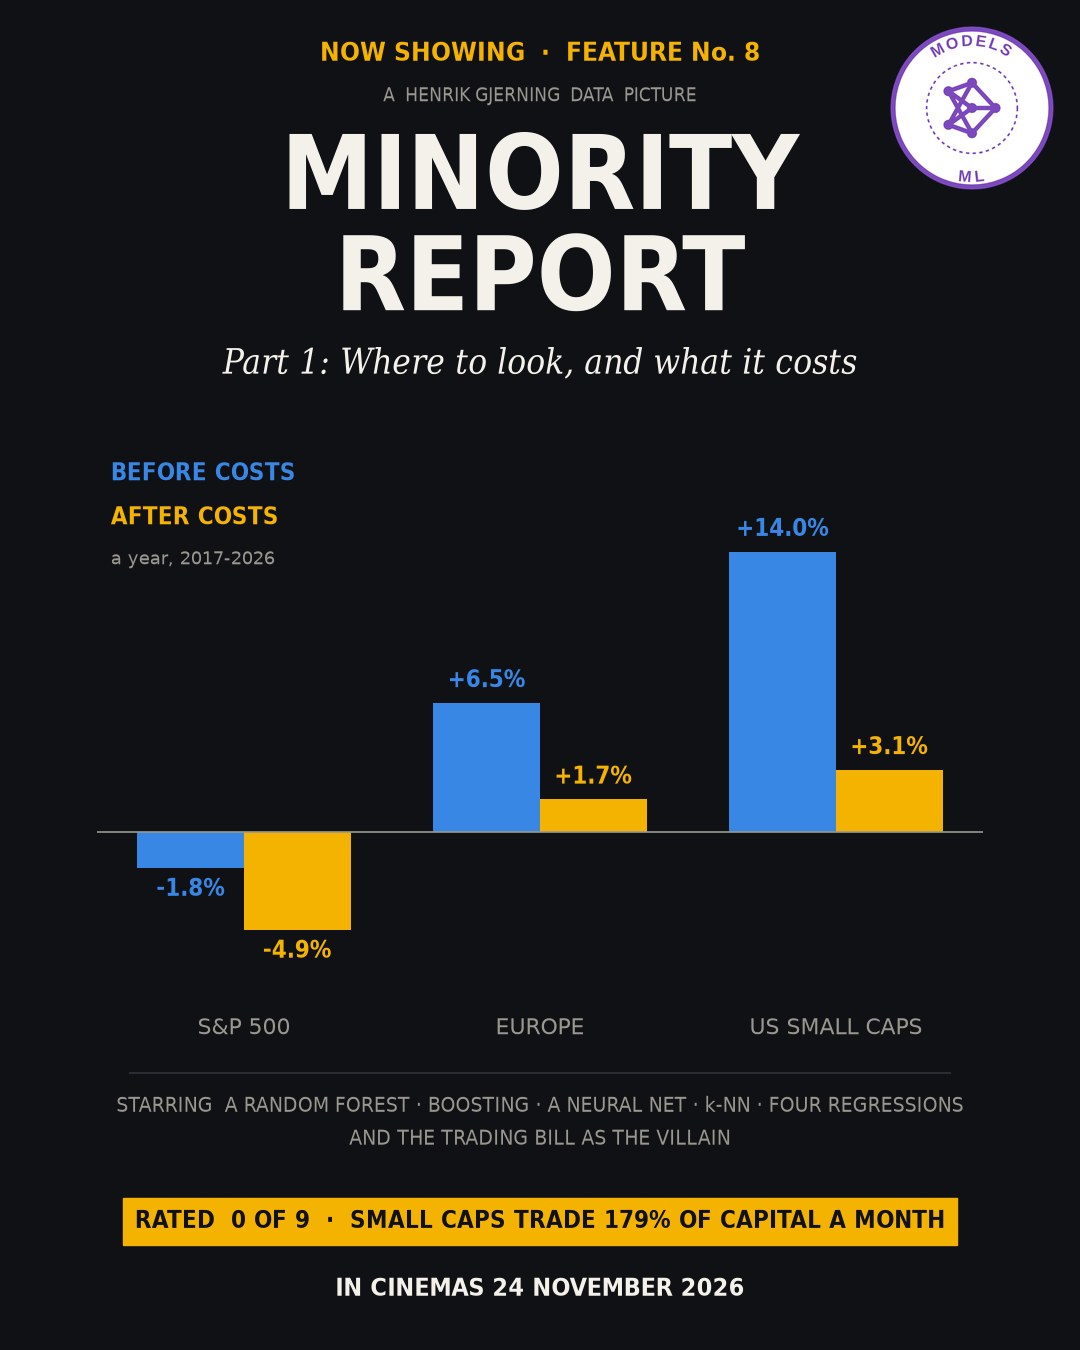 NOW SHOWING · FEATURE No. 8
A HENRIK GJERNING DATA PICTURE
MODELS
ML
MINORITY
REPORT
Part 1: Where to look, and what it costs
BEFORE COSTS
AFTER COSTS
a year, 2017-2026
+14.0%
+6.5%
+3.1%
+1.7%
-1.8%
-4.9%
S&P 500
EUROPE
US SMALL CAPS
STARRING A RANDOM FOREST · BOOSTING · A NEURAL NET · k-NN · FOUR REGRESSIONS
AND THE TRADING BILL AS THE VILLAIN
RATED 0 OF 9 · SMALL CAPS TRADE 179% OF CAPITAL A MONTH
IN CINEMAS 24 NOVEMBER 2026